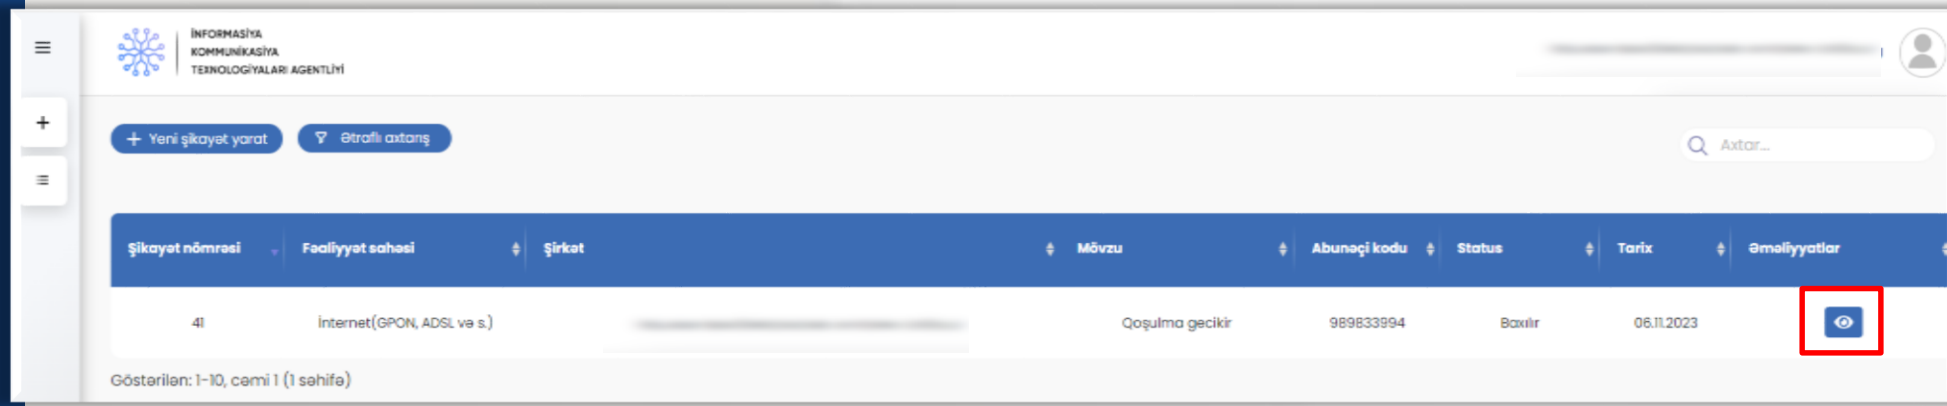 İNFORMASİYA
KOMMUNİKASİYA
TEXNOLOGİYALARI AGENTLİYİ
+ Yeni şikayət yarat
Ətraflı axtarış
Axtar...
Şikayət nömrəsi
Fəaliyyət sahəsi
Şirkət
Mövzu
Abunəçi kodu
Status
Tarix
Əməliyyatlar
41
İnternet(GPON, ADSL və s.)
Qoşulma gecikir
989833994
Baxılır
06.11.2023
Göstərilən: 1-10, cəmi 1 (1 səhifə)